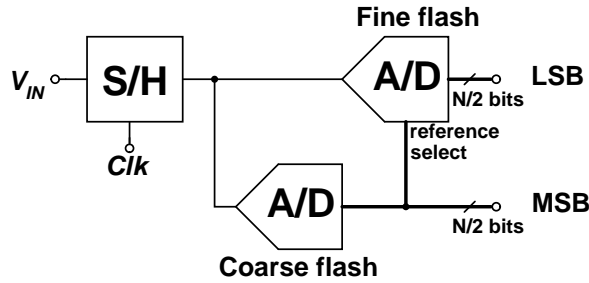 Fine flash
V_IN
S/H
A/D
LSB
N/2 bits
reference
select
Clk
A/D
MSB
N/2 bits
Coarse flash